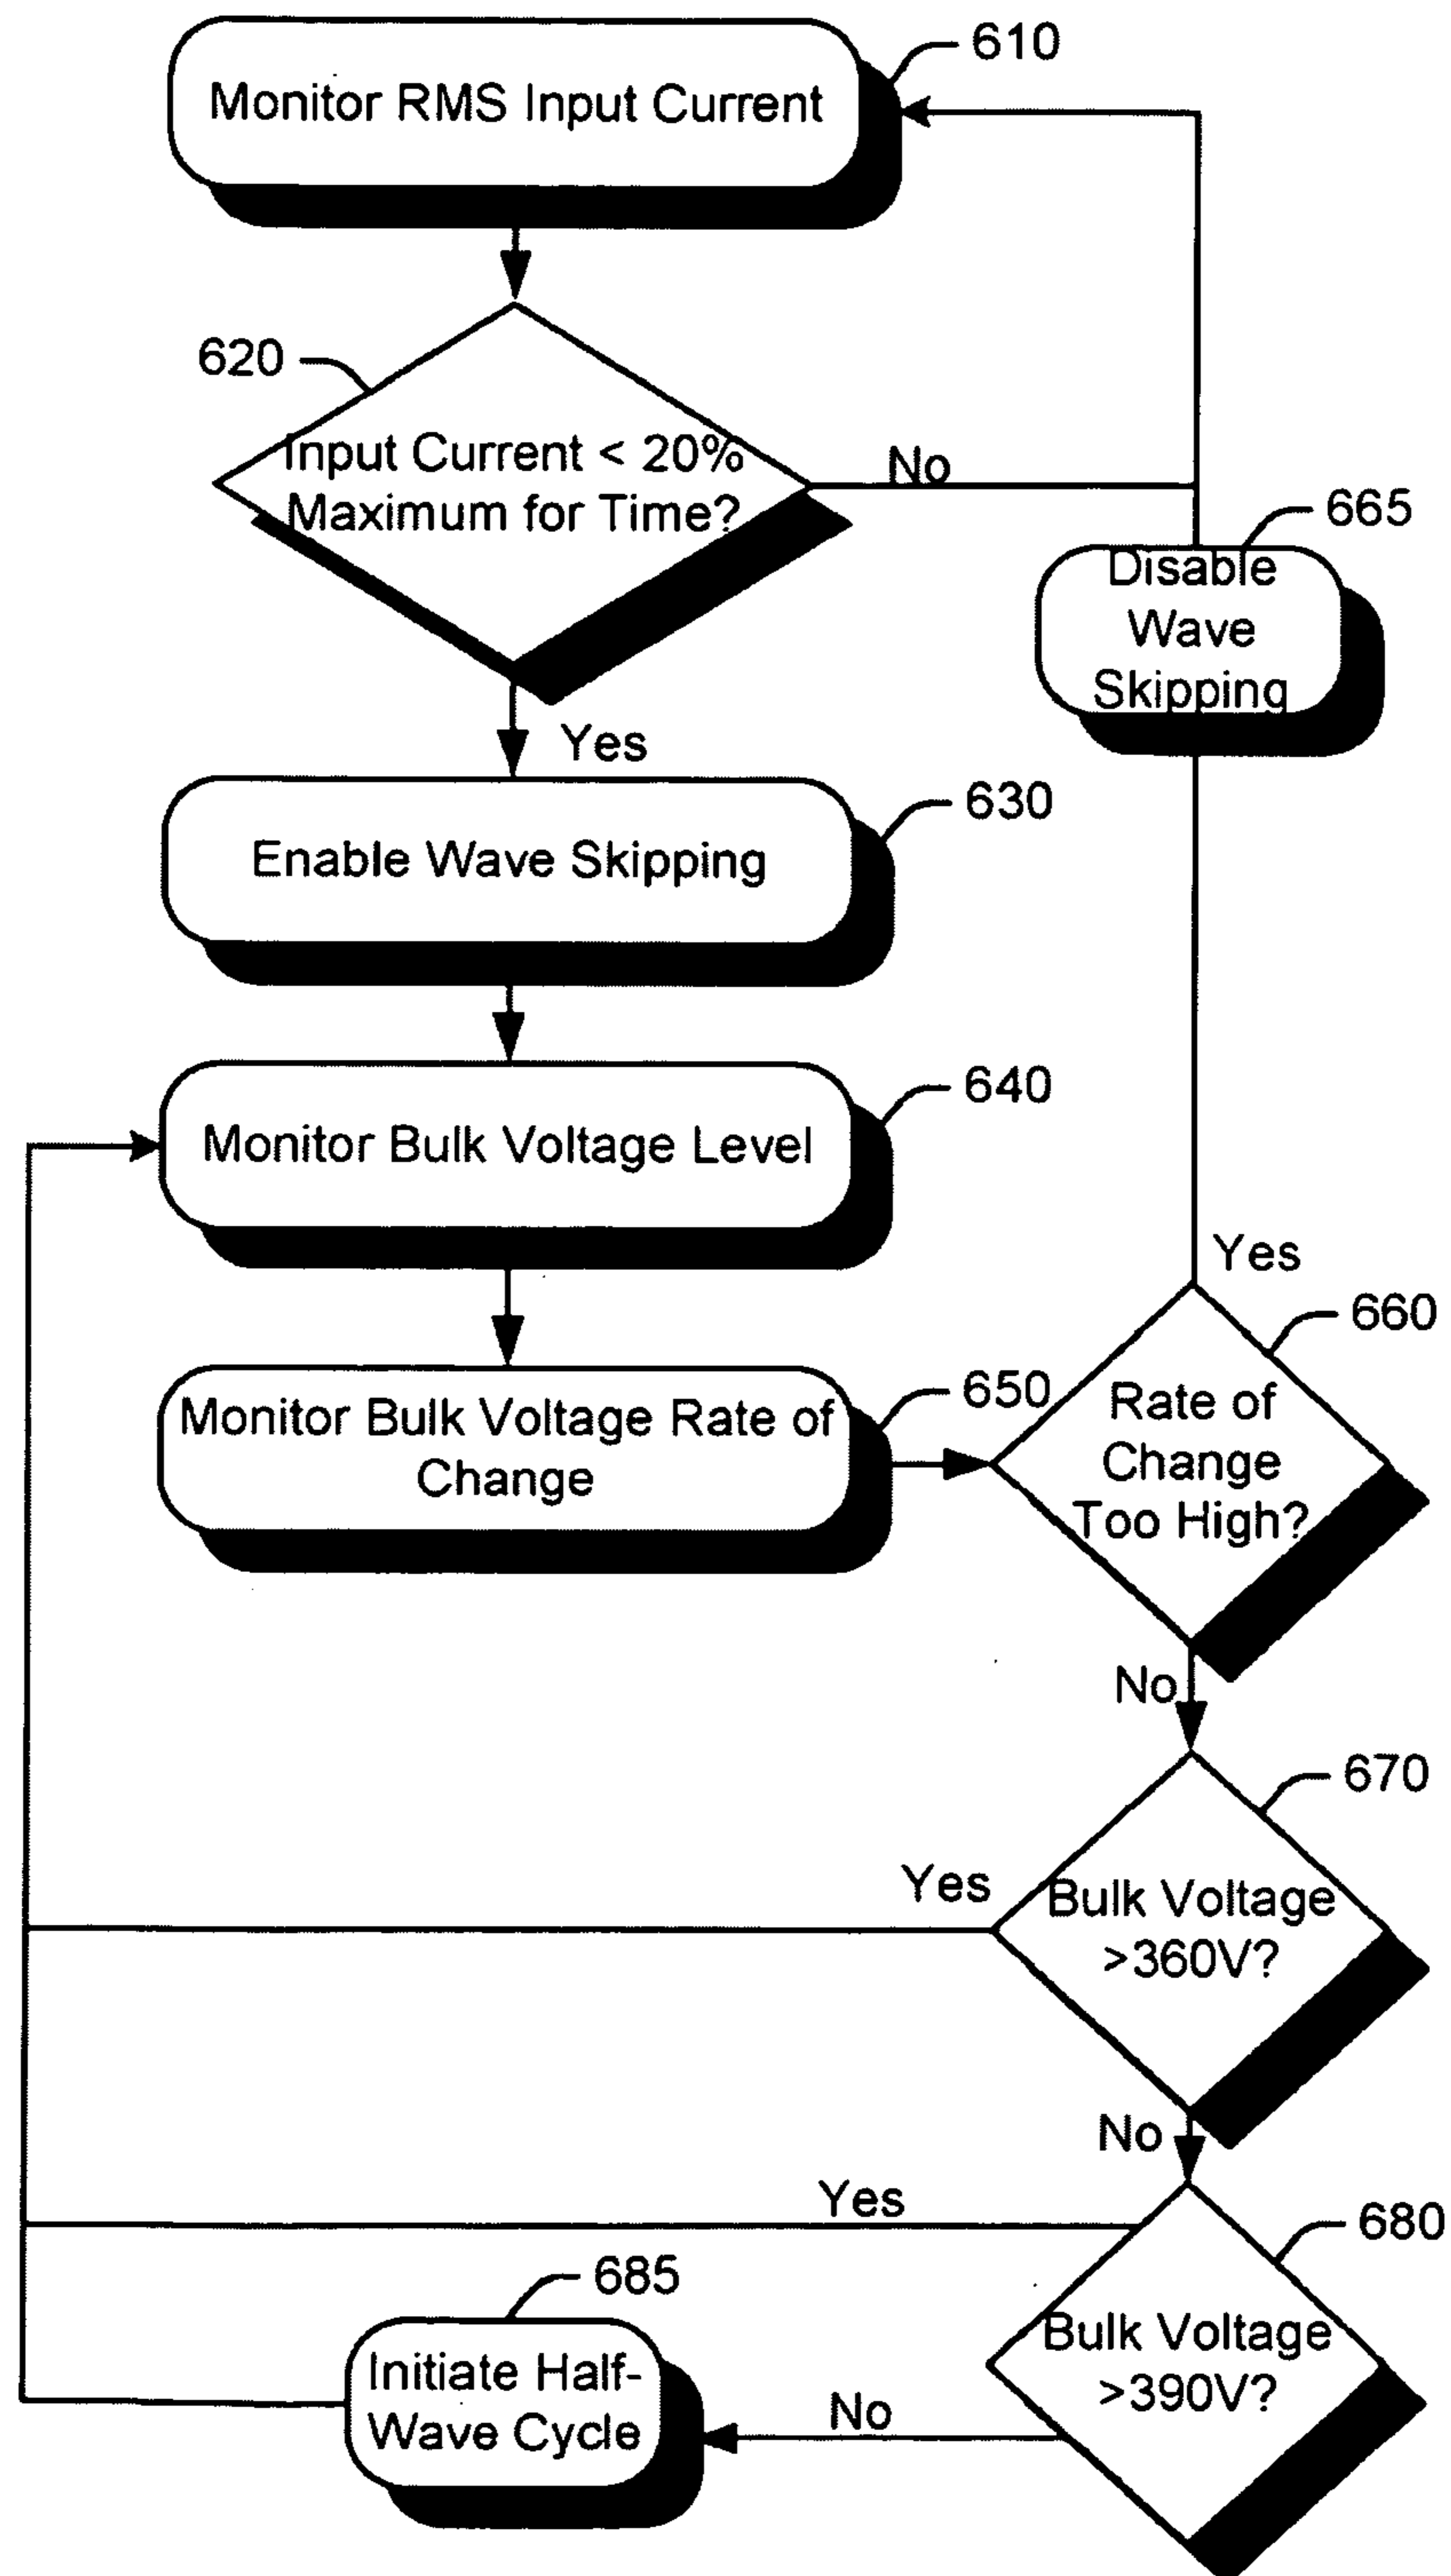 610
Monitor RMS Input Current
620
Input Current < 20%
Maximum for Time?
No
665
Disable
Wave
Skipping
Yes
630
Enable Wave Skipping
640
Monitor Bulk Voltage Level
Yes
660
650
Monitor Bulk Voltage Rate of
Change
Rate of
Change
Too High?
No
670
Yes
Bulk Voltage
>360V?
No
Yes
680
685
Bulk Voltage
>390V?
Initiate Half-
Wave Cycle
No